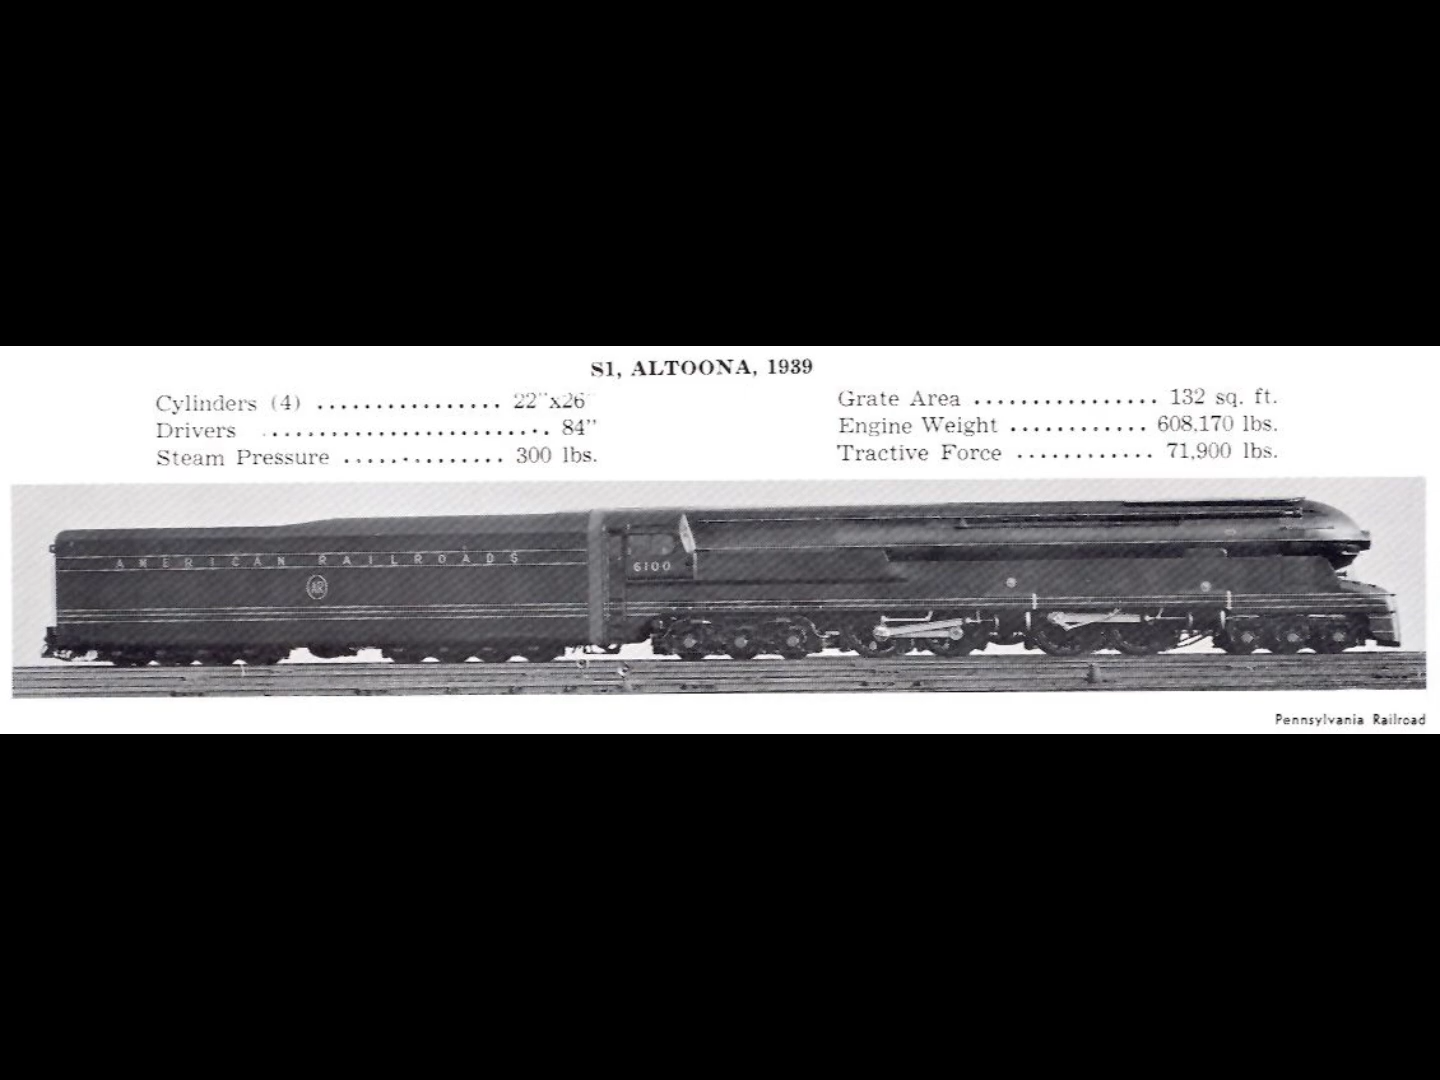 S1, ALTOONA, 1939
Cylinders (4) ................ 22"x26"
Drivers ......................... 84"
Steam Pressure .............. 300 lbs.
Grate Area ................ 132 sq. ft.
Engine Weight ............ 608,170 lbs.
Tractive Force ............ 71,900 lbs.
AMERICAN RAILROADS
AR
6100
Pennsylvania Railroad